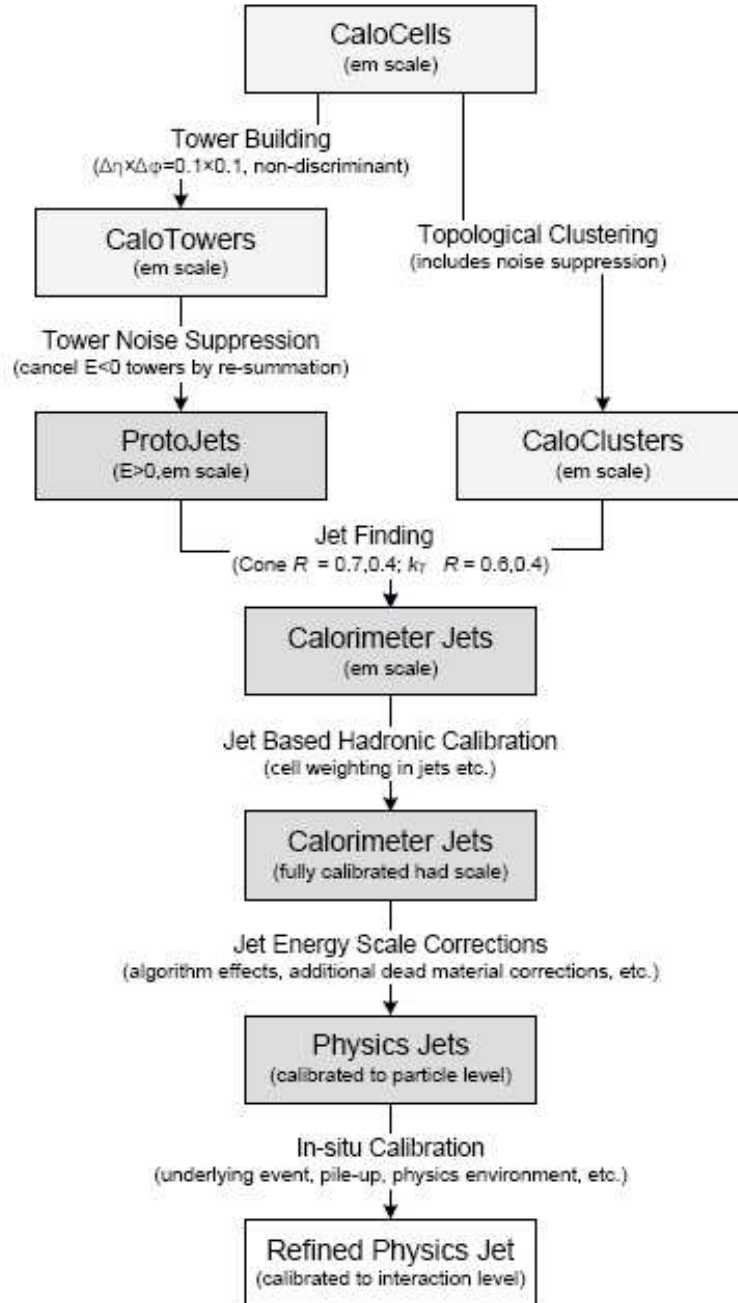 CaloCells
(em scale)
Tower Building
(Δη×Δφ=0.1×0.1, non-discriminant)
CaloTowers
(em scale)
Topological Clustering
(includes noise suppression)
Tower Noise Suppression
(cancel E<0 towers by re-summation)
ProtoJets
(E>0,em scale)
CaloClusters
(em scale)
Jet Finding
(Cone R = 0.7,0.4; kT R = 0.6,0.4)
Calorimeter Jets
(em scale)
Jet Based Hadronic Calibration
(cell weighting in jets etc.)
Calorimeter Jets
(fully calibrated had scale)
Jet Energy Scale Corrections
(algorithm effects, additional dead material corrections, etc.)
Physics Jets
(calibrated to particle level)
In-situ Calibration
(underlying event, pile-up, physics environment, etc.)
Refined Physics Jet
(calibrated to interaction level)